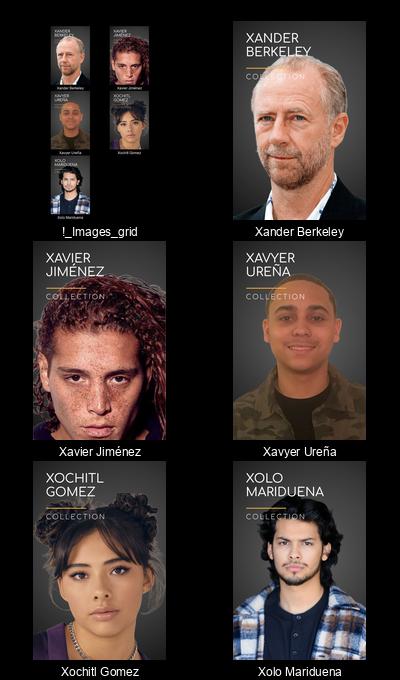 XANDER
BERKELEY
Xander Berkeley
XAVIER
JIMÉNEZ
Xavier Jiménez
XAVYER
UREÑA
Xavyer Ureña
XOCHITL
GOMEZ
Xochitl Gomez
XOLO
MARIDUENA
Xolo Mariduena
!_Images_grid
XANDER
BERKELEY
COLLECTION
Xander Berkeley
XAVIER
JIMÉNEZ
COLLECTION
Xavier Jiménez
XAVYER
UREÑA
COLLECTION
Xavyer Ureña
XOCHITL
GOMEZ
COLLECTION
Xochitl Gomez
XOLO
MARIDUENA
COLLECTION
Xolo Mariduena